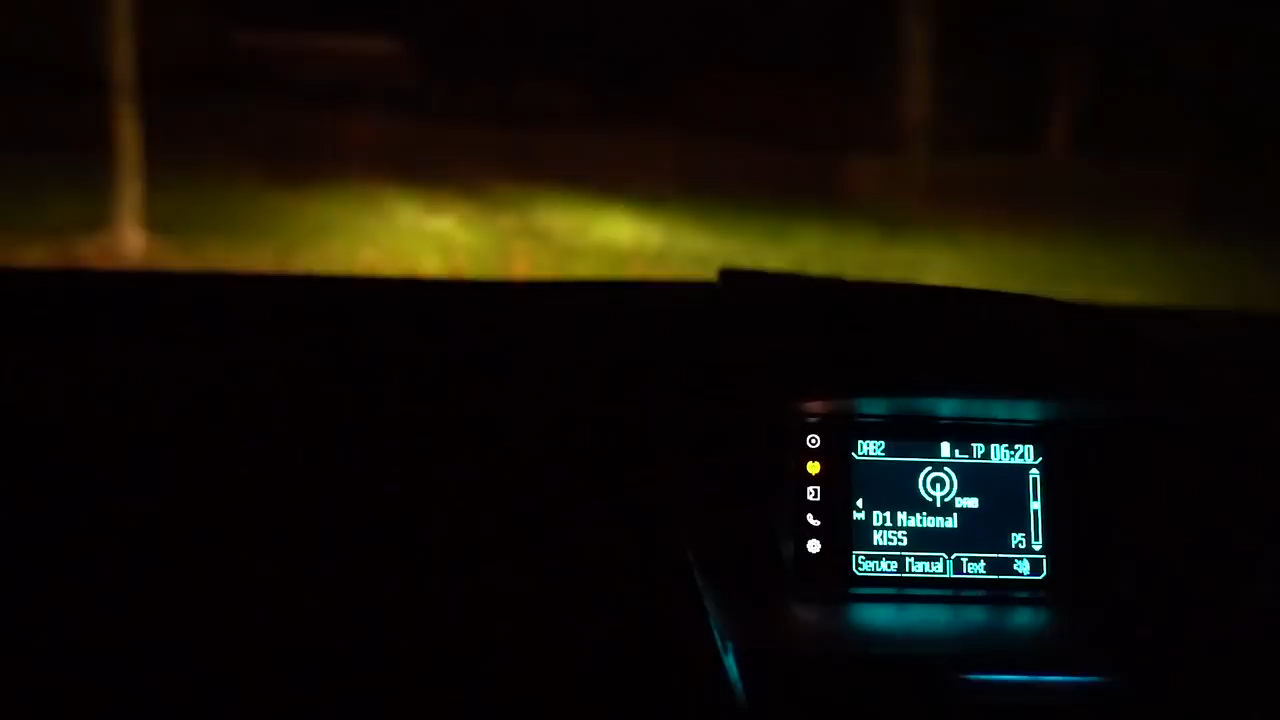 DAB2 TP 06:20
DAB
D1 National
KISS P5
Service Manual Text